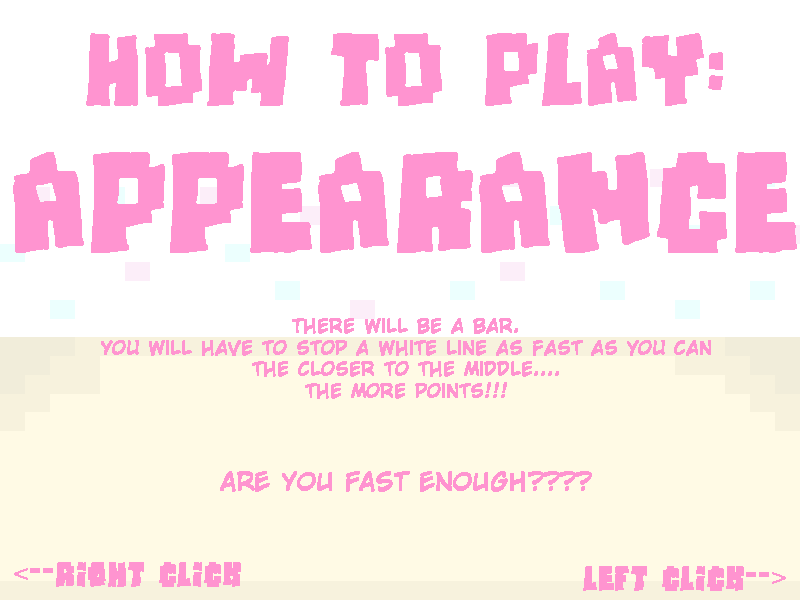 HOW TO PLAY:
APPEARANCE
THERE WILL BE A BAR.
YOU WILL HAVE TO STOP A WHITE LINE AS FAST AS YOU CAN
THE CLOSER TO THE MIDDLE....
THE MORE POINTS!!!
ARE YOU FAST ENOUGH????
<--RIGHT CLICK
LEFT CLICK-->